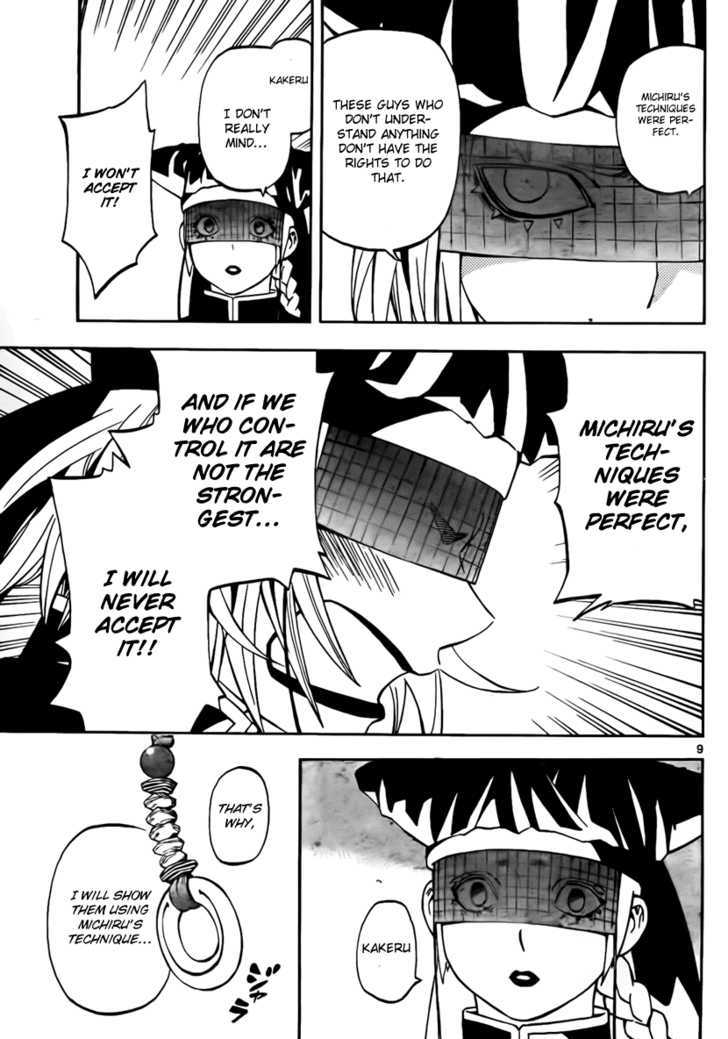 MICHIRU'S
TECHNIQUES
WERE PER-
FECT.
THESE GUYS WHO
DON'T UNDER-
STAND ANYTHING
DON'T HAVE THE
RIGHTS TO DO
THAT.
KAKERU
I DON'T
REALLY
MIND...
I WON'T
ACCEPT
IT!
MICHIRU'S
TECH-
NIQUES
WERE
PERFECT,
AND IF WE
WHO CON-
TROL IT ARE
NOT THE
STRON-
GEST...
I WILL
NEVER
ACCEPT
IT!!
9
KAKERU
THAT'S
WHY,
I WILL SHOW
THEM USING
MICHIRU'S
TECHNIQUE...